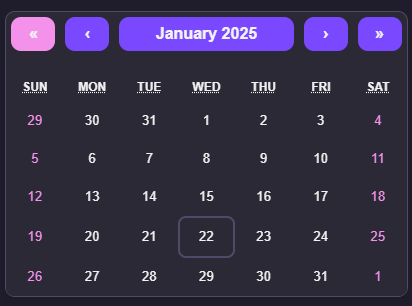 « ‹ January 2025 › »
SUN MON TUE WED THU FRI SAT
29 30 31 1 2 3 4
5 6 7 8 9 10 11
12 13 14 15 16 17 18
19 20 21 22 23 24 25
26 27 28 29 30 31 1